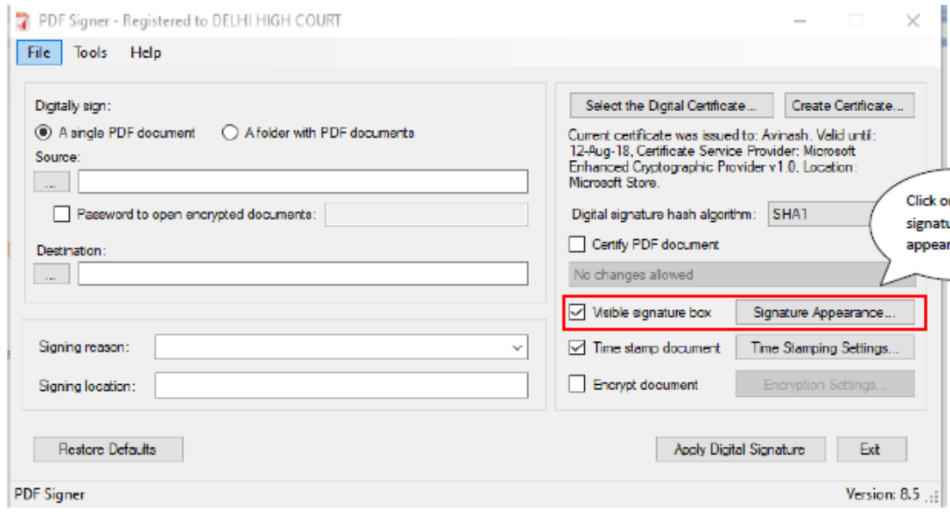 PDF Signer - Registered to DELHI HIGH COURT
File Tools Help
Digitally sign:
A single PDF document A folder with PDF documents
Source:
...
Password to open encrypted documents:
Destination:
...
Signing reason:
Signing location:
Select the Digital Certificate... Create Certificate...
Current certificate was issued to: Avinash. Valid until:
12-Aug-18, Certificate Service Provider: Microsoft
Enhanced Cryptographic Provider v1.0. Location:
Microsoft Store.
Digital signature hash algorithm: SHA1
Certify PDF document
No changes allowed
Visible signature box Signature Appearance...
Time stamp document Time Stamping Settings...
Encrypt document Encryption Settings...
Click
Restore Defaults Apply Digital Signature Exit
PDF Signer Version: 8.5